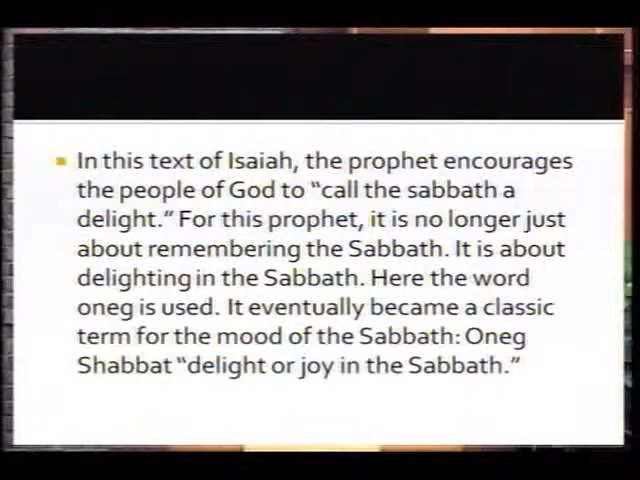 In this text of Isaiah, the prophet encourages
the people of God to “call the sabbath a
delight.” For this prophet, it is no longer just
about remembering the Sabbath. It is about
delighting in the Sabbath. Here the word
oneg is used. It eventually became a classic
term for the mood of the Sabbath: Oneg
Shabbat “delight or joy in the Sabbath.”